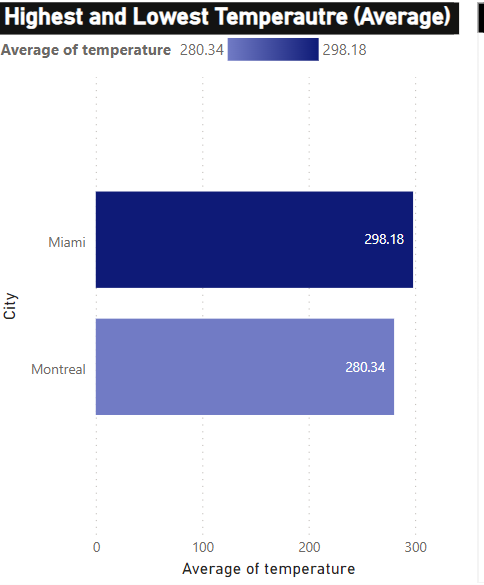 Highest and Lowest Temperautre (Average)
Average of temperature 280.34 298.18
Miami 298.18
City
Montreal 280.34
0 100 200 300
Average of temperature